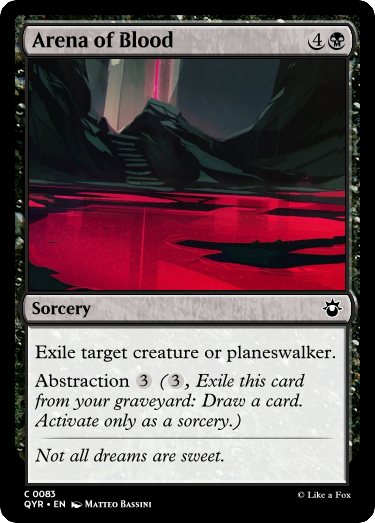 Arena of Blood 4
Sorcery
Exile target creature or planeswalker.
Abstraction 3 (3, Exile this card
from your graveyard: Draw a card.
Activate only as a sorcery.)
Not all dreams are sweet.
C 0083
QYR • EN Matteo Bassini
© Like a Fox